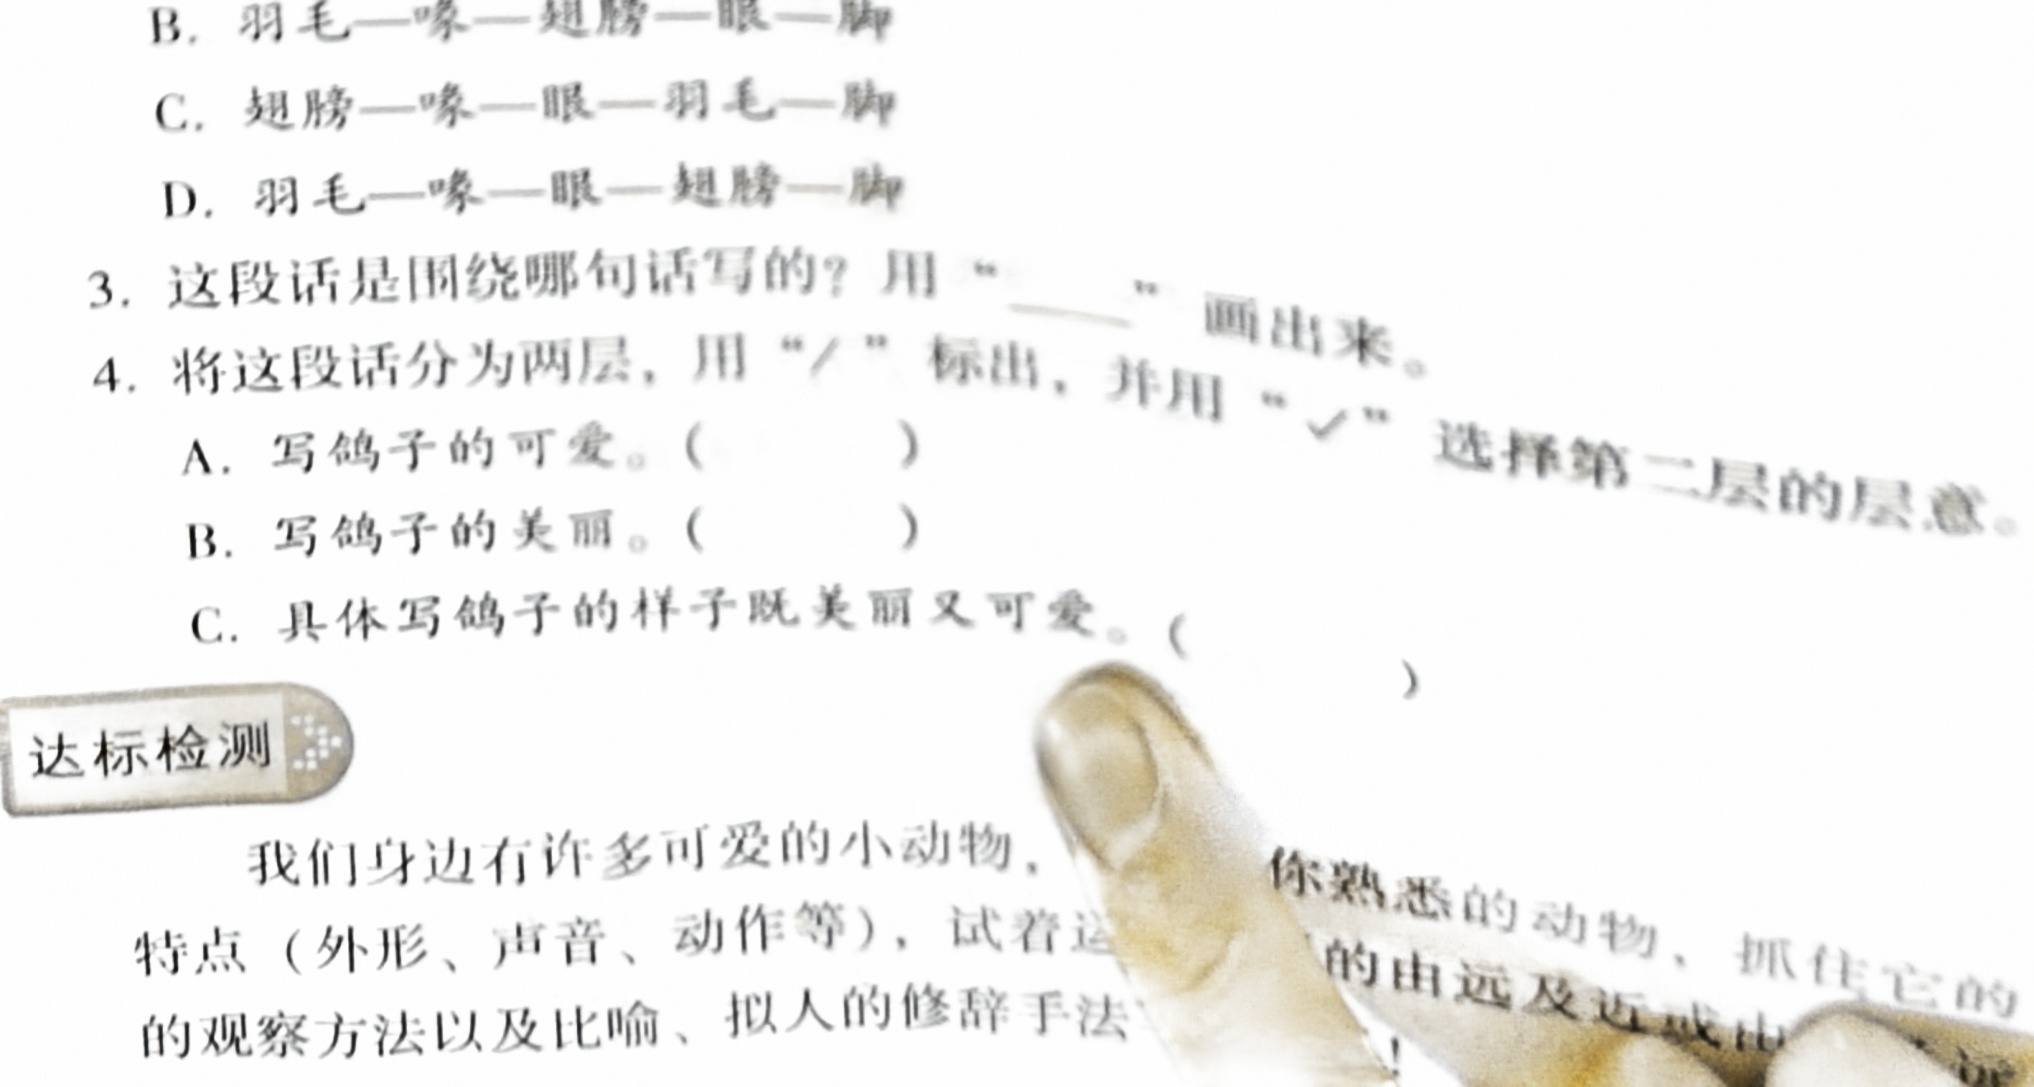 B. 羽毛—喙—翅膀—眼—脚
C. 翅膀—喙—眼—羽毛—脚
D. 羽毛—喙—眼—翅膀—脚
3. 这段话是围绕哪句话写的？用“___”画出来。
4. 将这段话分为两层，用“/”标出，并用“✓”选择第二层的层意。
A. 写鸽子的可爱。（　　　）
B. 写鸽子的美丽。（　　　）
C. 具体写鸽子的样子既美丽又可爱。（　　　）
达标检测
我们身边有许多可爱的小动物， 你熟悉的动物，抓住它的
特点（外形、声音、动作等），试着运 的由远及近或由
的观察方法以及比喻、拟人的修辞手法 ！